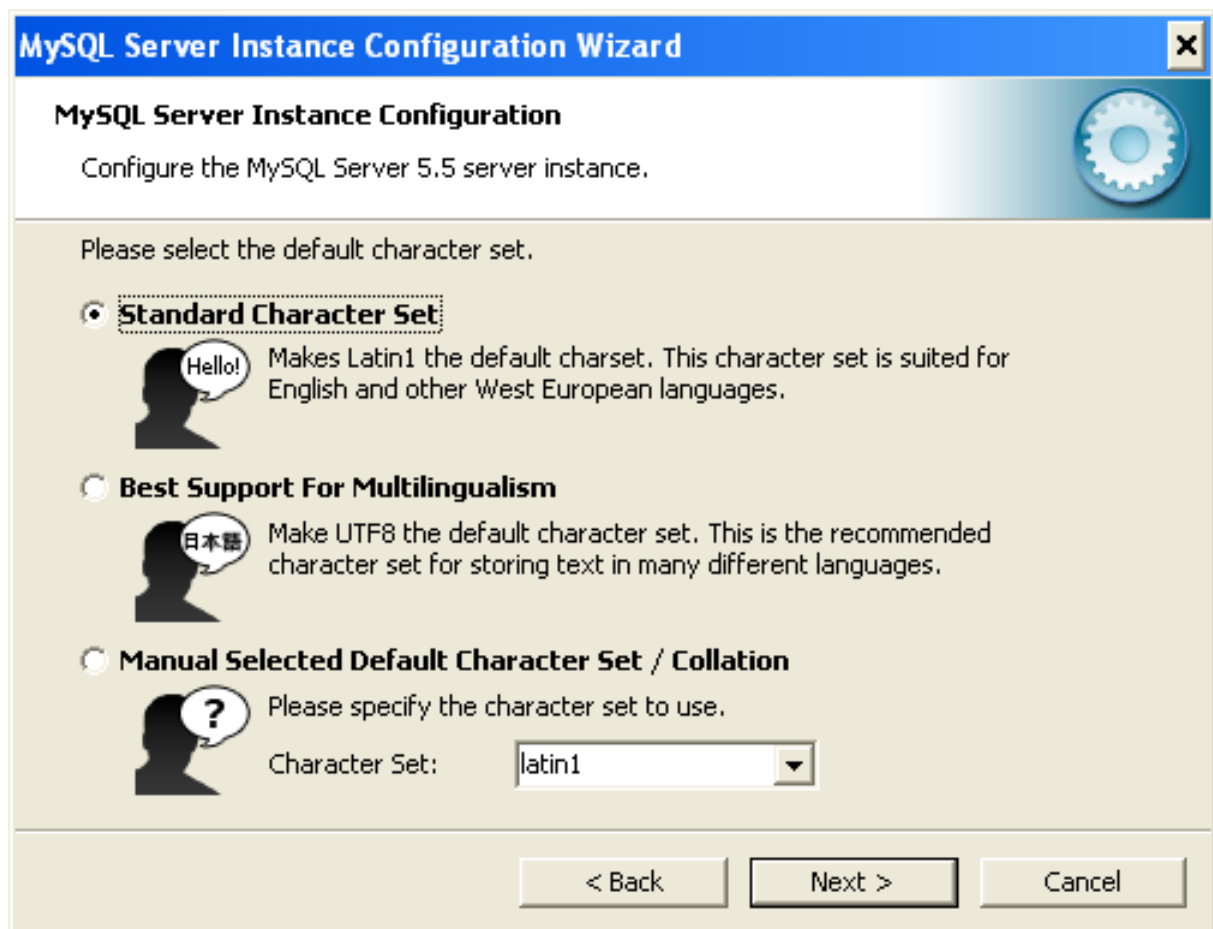 MySQL Server Instance Configuration Wizard
MySQL Server Instance Configuration
Configure the MySQL Server 5.5 server instance.
Please select the default character set.
Standard Character Set
Hello!
Makes Latin1 the default charset. This character set is suited for
English and other West European languages.
Best Support For Multilingualism
日本語
Make UTF8 the default character set. This is the recommended
character set for storing text in many different languages.
Manual Selected Default Character Set / Collation
?
Please specify the character set to use.
Character Set: latin1
< Back Next > Cancel